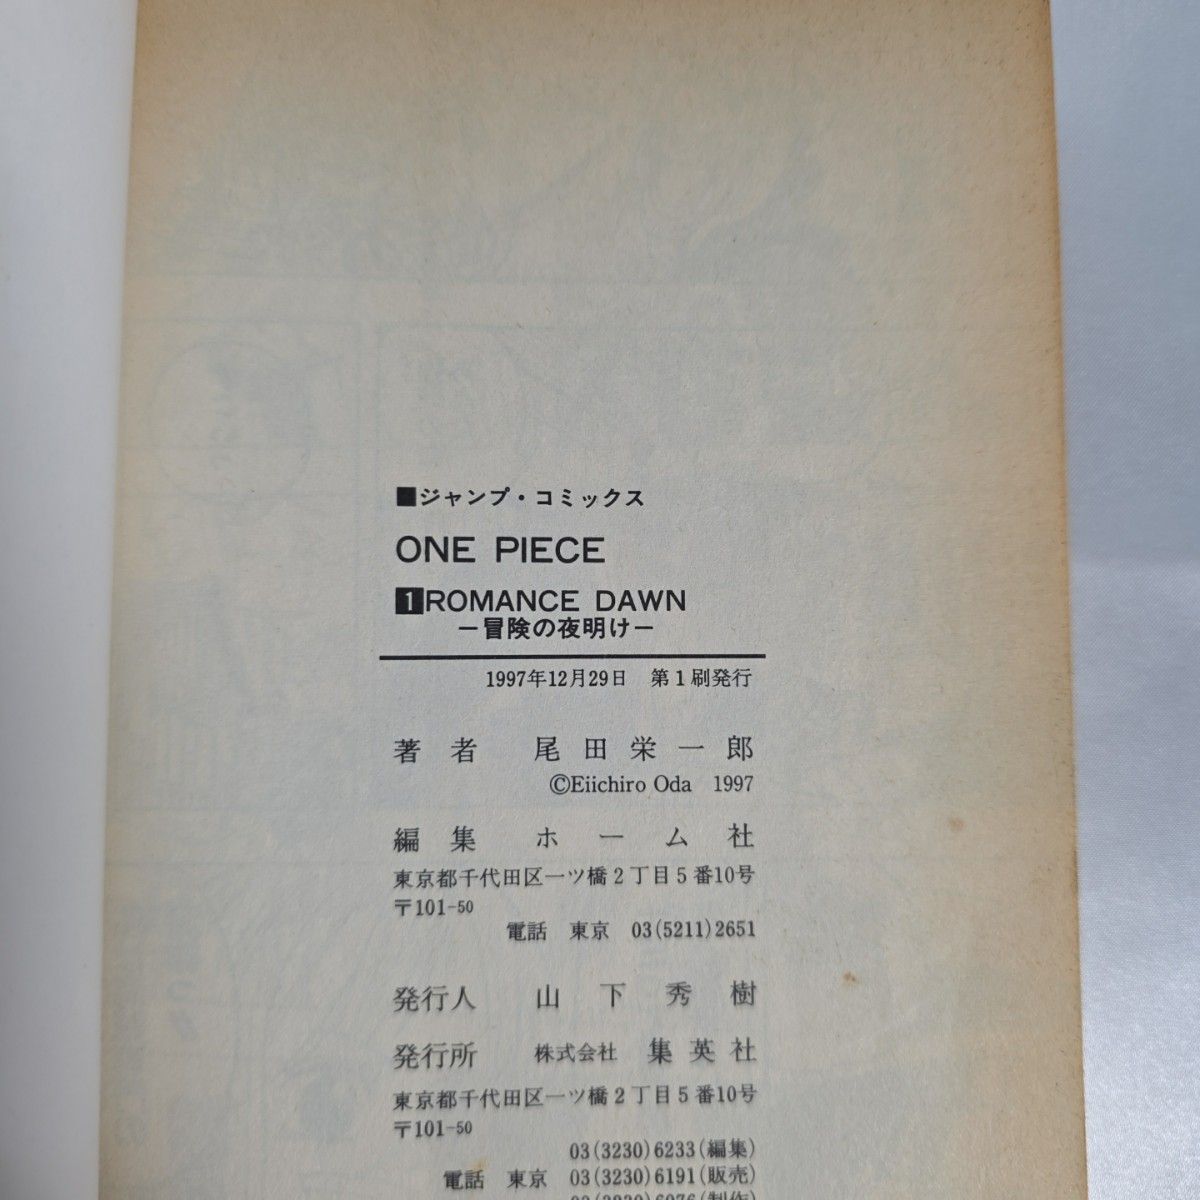 ■ジャンプ・コミックス
ONE PIECE
1 ROMANCE DAWN
—冒険の夜明け—
1997年12月29日 第1刷発行
著者 尾田栄一郎
©Eiichiro Oda 1997
編集 ホーム社
東京都千代田区一ツ橋2丁目5番10号
〒101-50
電話 東京 03(5211)2651
発行人 山下秀樹
発行所 株式会社 集英社
東京都千代田区一ツ橋2丁目5番10号
〒101-50
03(3230)6233(編集)
電話 東京 03(3230)6191(販売)
03(3230)6076(制作)